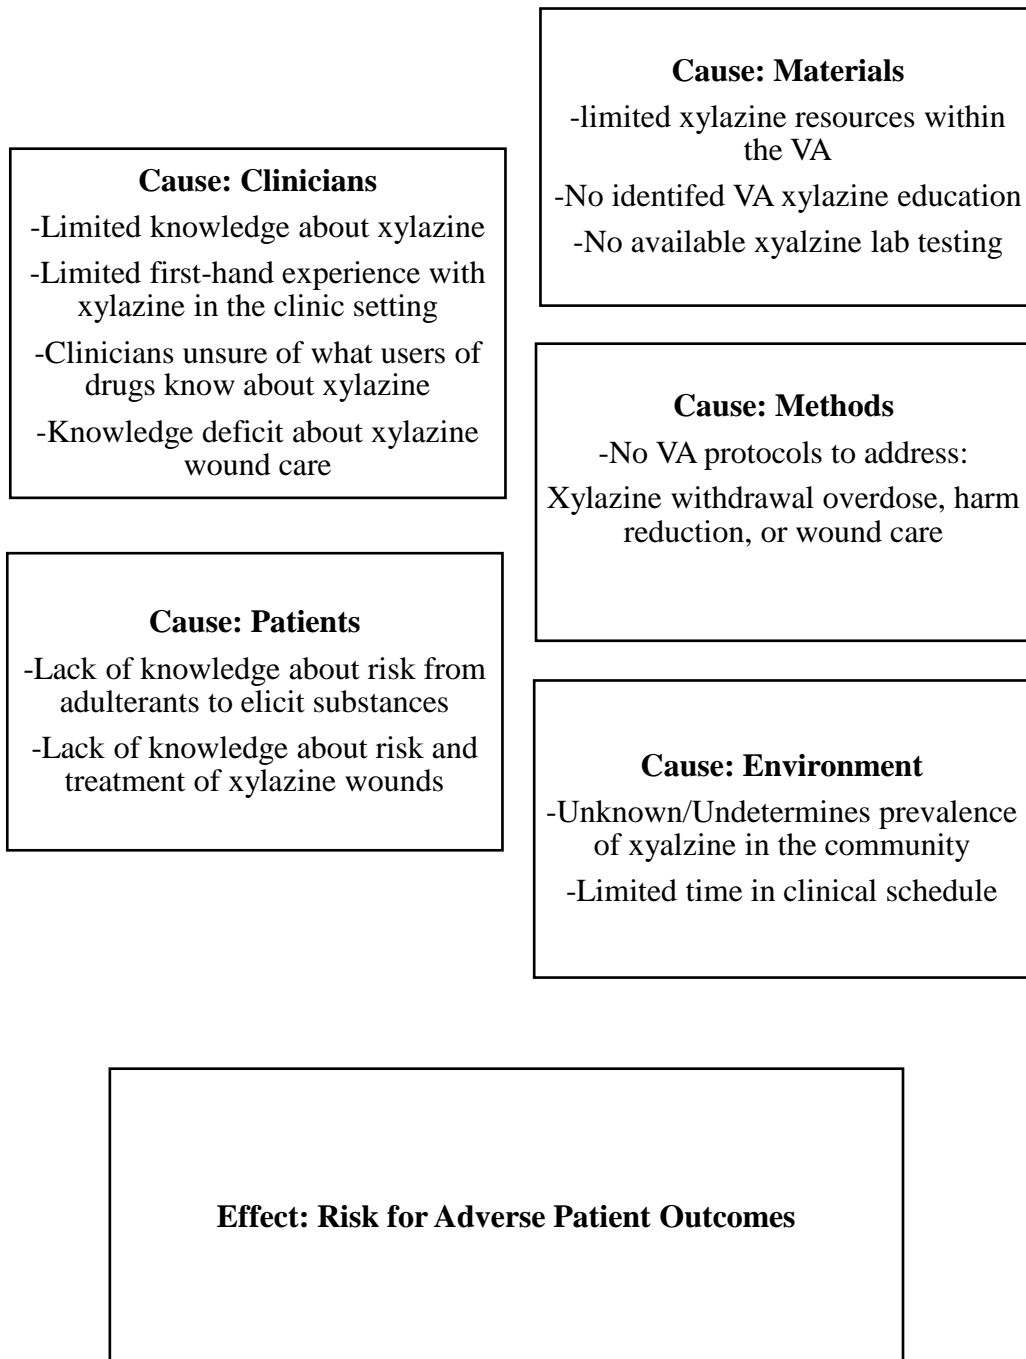 Cause: Clinicians
-Limited knowledge about xylazine
-Limited first-hand experience with
xylazine in the clinic setting
-Clinicians unsure of what users of
drugs know about xylazine
-Knowledge deficit about xylazine
wound care
Cause: Patients
-Lack of knowledge about risk from
adulterants to elicit substances
-Lack of knowledge about risk and
treatment of xylazine wounds
Cause: Materials
-limited xylazine resources within
the VA
-No identifed VA xylazine education
-No available xyalzine lab testing
Cause: Methods
-No VA protocols to address:
Xylazine withdrawal overdose, harm
reduction, or wound care
Cause: Environment
-Unknown/Undetermines prevalence
of xyalzine in the community
-Limited time in clinical schedule
Effect: Risk for Adverse Patient Outcomes